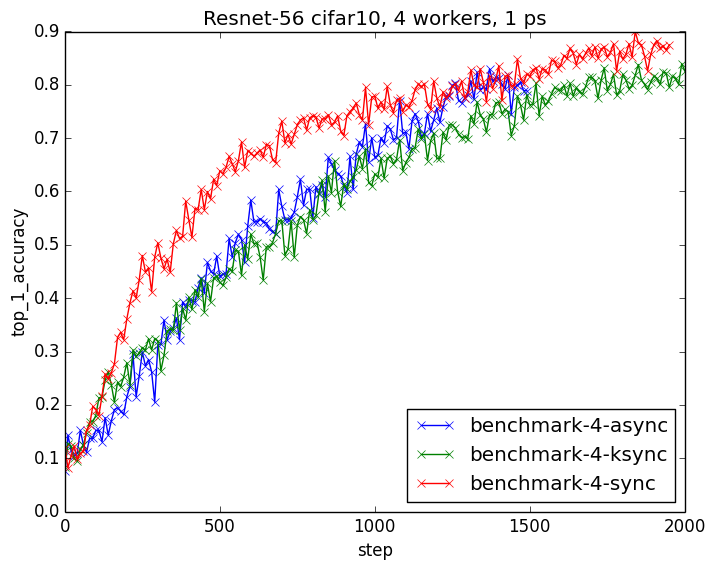 Resnet-56 cifar10, 4 workers, 1 ps
0.9
0.8
0.7
0.6
0.5
0.4
0.3
0.2
0.1
0.0
top_1_accuracy
benchmark-4-async
benchmark-4-ksync
benchmark-4-sync
0 500 1000 1500 2000
step